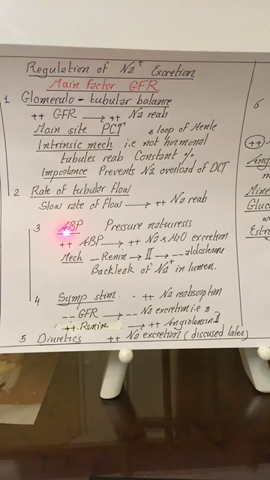 Regulation of Na+ Excretion
Main Factor GFR
1 Glomerulo-tubular balance
++ GFR → ++ Na reab
Main site PCT & loop of Henle
Intrinsic mech i.e not hormonal
tubules reab Constant %
Importance Prevents Na overload of DCT
2 Rate of tubular Flow
Slow rate of Flow → ++ Na reab
3 ABP Pressure natriuresis
++ ABP → ++ Na & H2O excretion
Mech - Renin → II → -- aldosterone
Backleak of Na+ in lumen.
4 Symp stim. ++ Na reabsorption
-- GFR → -- Na excretion i.e
++ Renin → ++ Angiotensin II
5 Diuretics ++ Na excretion (discused later)
6
++
Ang
Mine
Gluc
Estr